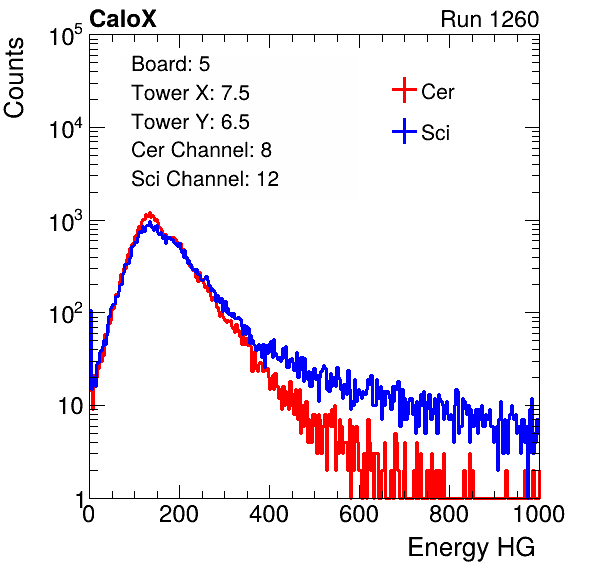 CaloX Run 1260
Counts
Board: 5
Tower X: 7.5
Tower Y: 6.5
Cer Channel: 8
Sci Channel: 12
Cer
Sci
10^5
10^4
10^3
10^2
10
1
0 200 400 600 800 1000
Energy HG